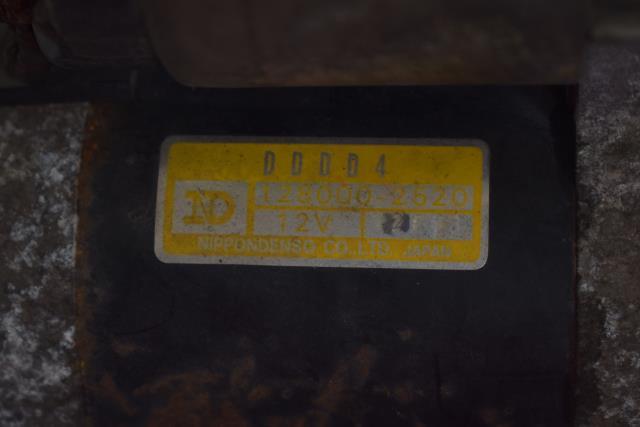 DDDD4
ND
128000-2520
12V
NIPPONDENSO CO., LTD. JAPAN